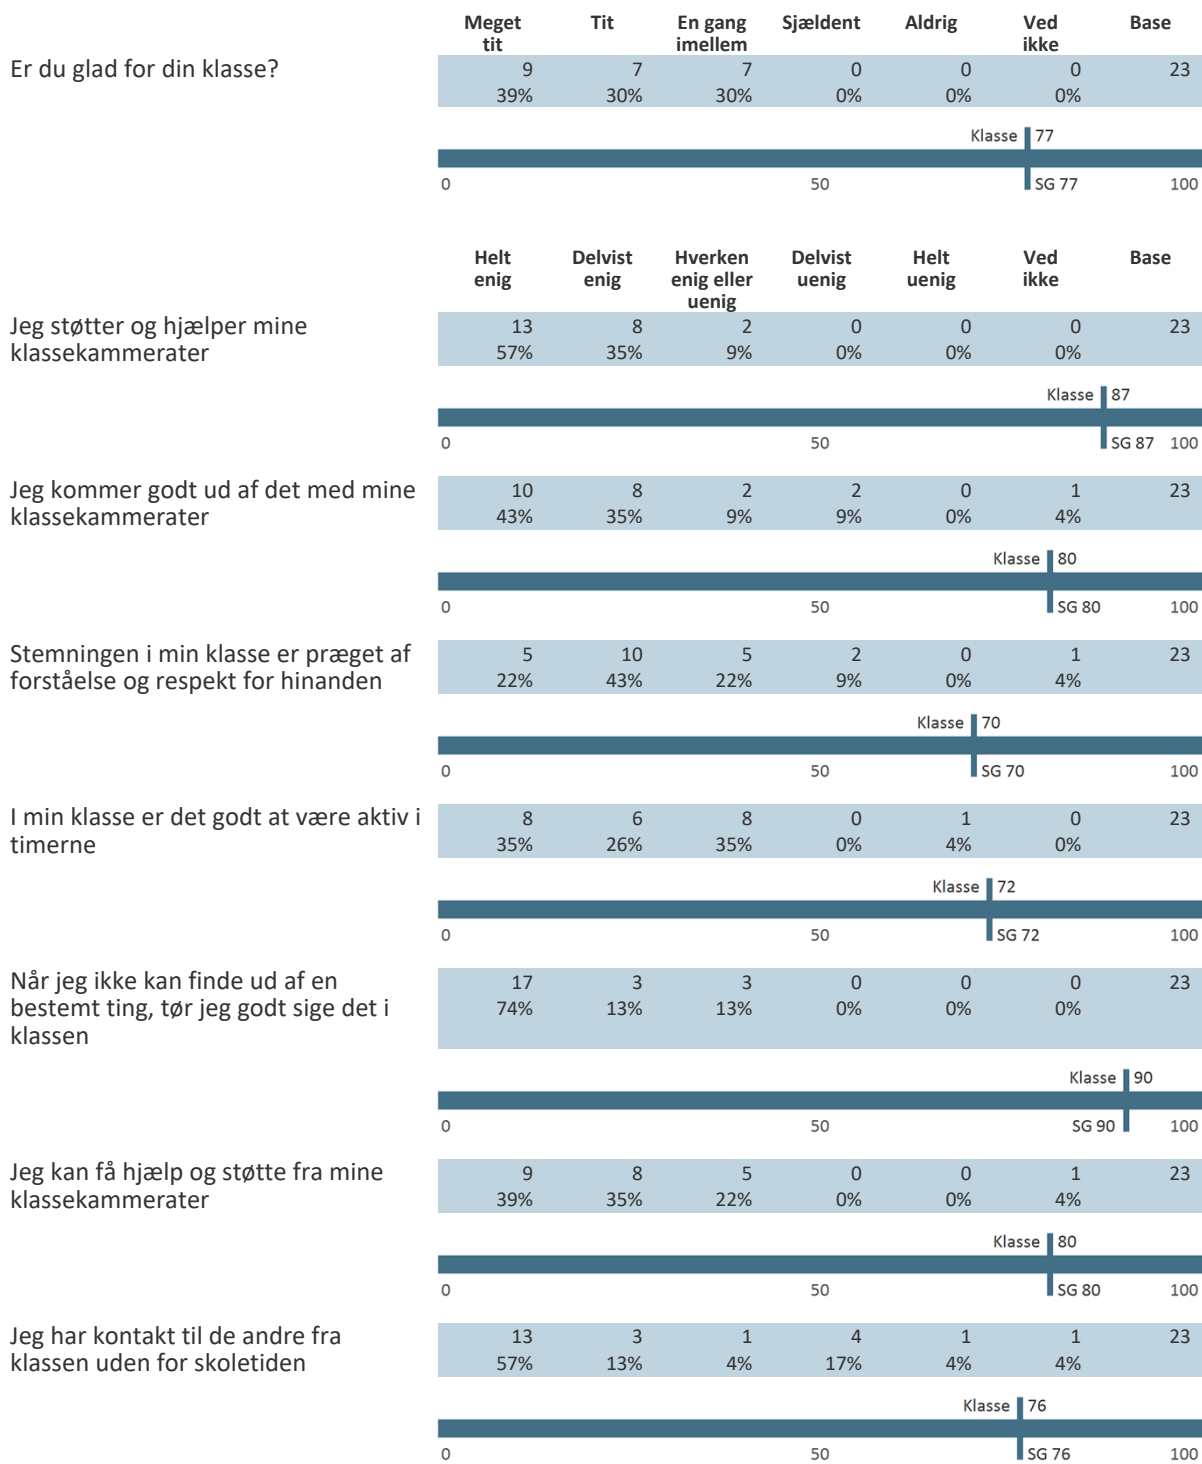 Meget tit Tit En gang imellem Sjældent Aldrig Ved ikke Base
Er du glad for din klasse? 9 7 7 0 0 0 23
39% 30% 30% 0% 0% 0%
Klasse 77
0 50 SG 77 100
Helt enig Delvist enig Hverken enig eller uenig Delvist uenig Helt uenig Ved ikke Base
Jeg støtter og hjælper mine 13 8 2 0 0 0 23
klassekammerater 57% 35% 9% 0% 0% 0%
Klasse 87
0 50 SG 87 100
Jeg kommer godt ud af det med mine 10 8 2 2 0 1 23
klassekammerater 43% 35% 9% 9% 0% 4%
Klasse 80
0 50 SG 80 100
Stemningen i min klasse er præget af 5 10 5 2 0 1 23
forståelse og respekt for hinanden 22% 43% 22% 9% 0% 4%
Klasse 70
0 50 SG 70 100
I min klasse er det godt at være aktiv i 8 6 8 0 1 0 23
timerne 35% 26% 35% 0% 4% 0%
Klasse 72
0 50 SG 72 100
Når jeg ikke kan finde ud af en 17 3 3 0 0 0 23
bestemt ting, tør jeg godt sige det i 74% 13% 13% 0% 0% 0%
klassen
Klasse 90
0 50 SG 90 100
Jeg kan få hjælp og støtte fra mine 9 8 5 0 0 1 23
klassekammerater 39% 35% 22% 0% 0% 4%
Klasse 80
0 50 SG 80 100
Jeg har kontakt til de andre fra 13 3 1 4 1 1 23
klassen uden for skoletiden 57% 13% 4% 17% 4% 4%
Klasse 76
0 50 SG 76 100